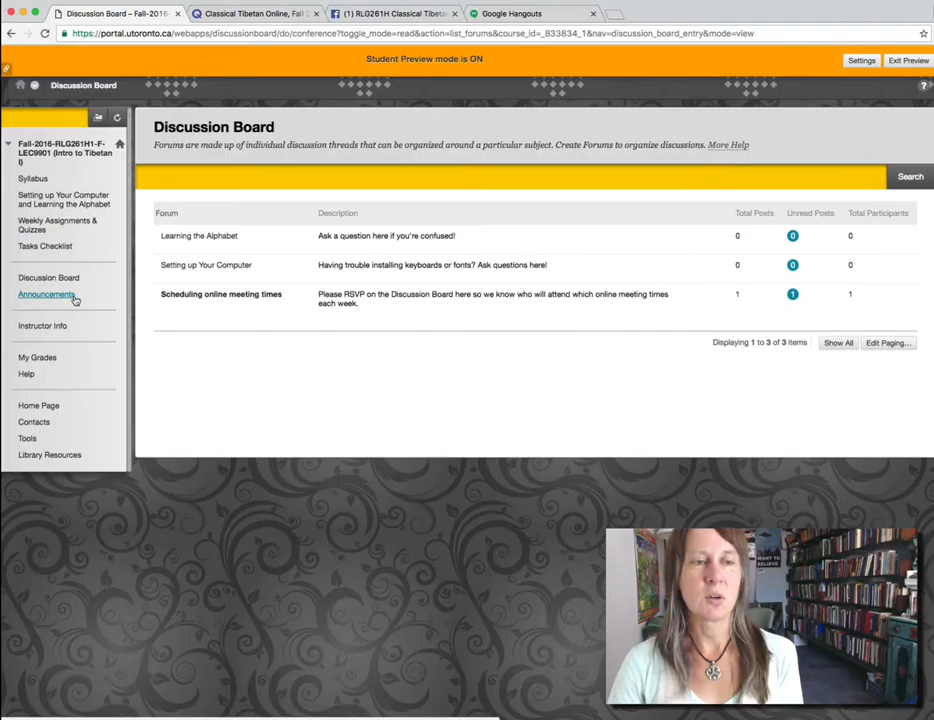 Discussion Board – Fall-2016-
Classical Tibetan Online, Fall 2
(1) RLG261H Classical Tibeta
Google Hangouts
https://portal.utoronto.ca/webapps/discussionboard/do/conference?toggle_mode=read&action=list_forums&course_id=_833834_1&nav=discussion_board_entry&mode=view
Student Preview mode is ON
Settings
Exit Preview
Discussion Board
?
Fall-2016-RLG261H1-F-
LEC9901 (Intro to Tibetan
I)
Syllabus
Setting up Your Computer
and Learning the Alphabet
Weekly Assignments &
Quizzes
Tasks Checklist
Discussion Board
Announcements
Instructor Info
My Grades
Help
Home Page
Contacts
Tools
Library Resources
Discussion Board
Forums are made up of individual discussion threads that can be organized around a particular subject. Create Forums to organize discussions. More Help
Search
Forum Description Total Posts Unread Posts Total Participants
Learning the Alphabet Ask a question here if you're confused! 0 0 0
Setting up Your Computer Having trouble installing keyboards or fonts? Ask questions here! 0 0 0
Scheduling online meeting times Please RSVP on the Discussion Board here so we know who will attend which online meeting times 1 1 1
each week.
Displaying 1 to 3 of 3 items Show All Edit Paging...